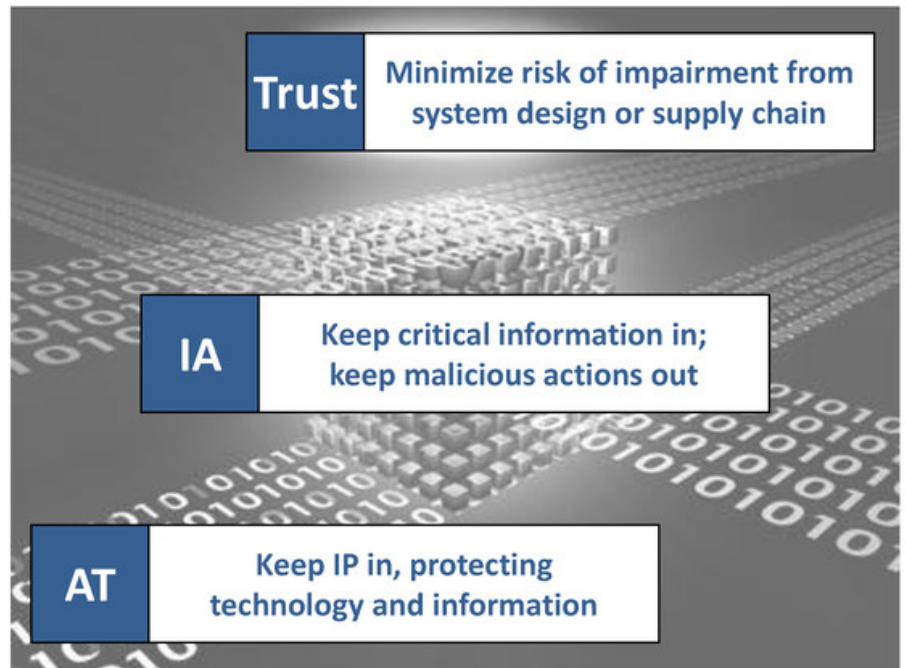 Trust
Minimize risk of impairment from
system design or supply chain
IA
Keep critical information in;
keep malicious actions out
AT
Keep IP in, protecting
technology and information